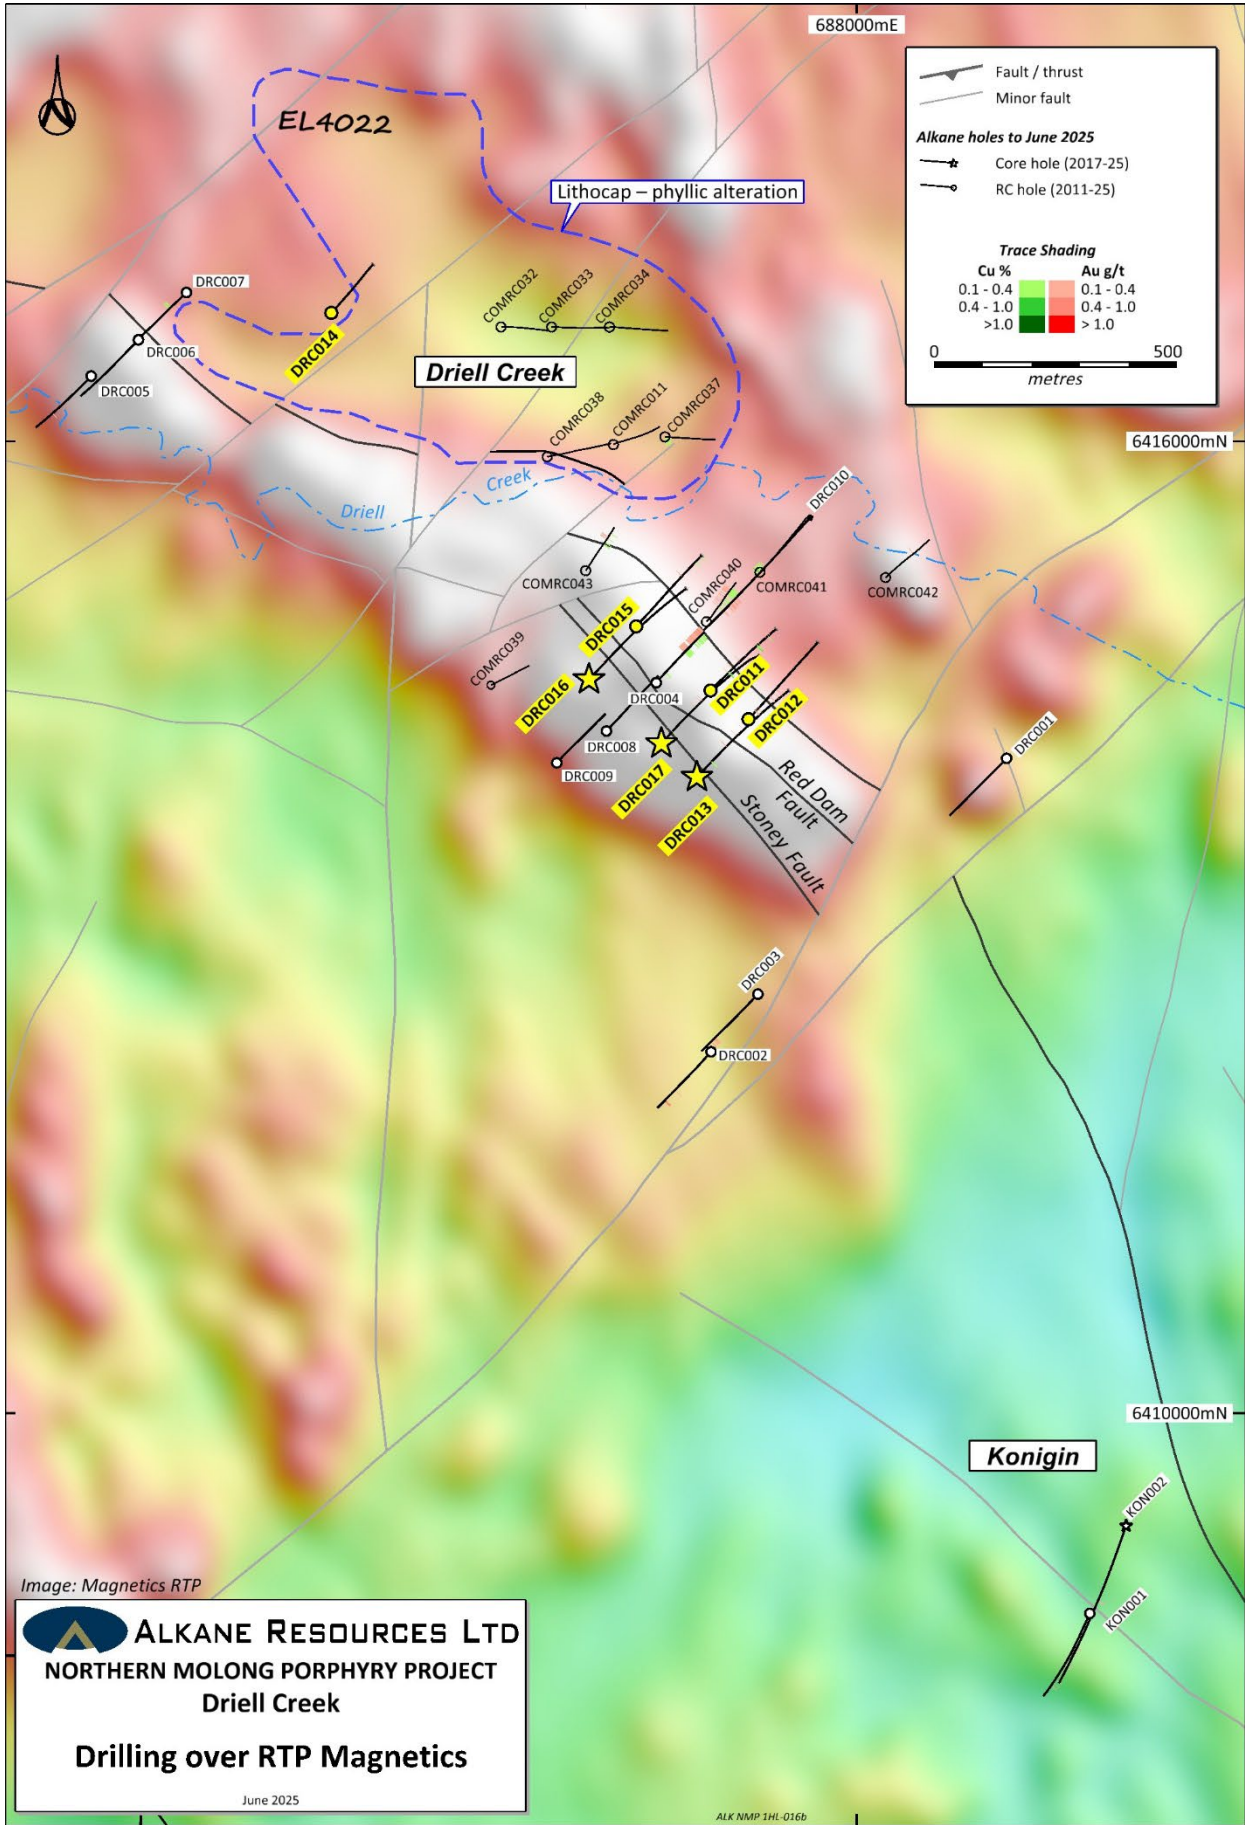 688000mE
Fault / thrust
Minor fault
Alkane holes to June 2025
Core hole (2017-25)
RC hole (2011-25)
Trace Shading
Cu %
Au g/t
0.1 - 0.4
0.1 - 0.4
0.4 - 1.0
0.4 - 1.0
>1.0
> 1.0
0
500
metres
N
EL4022
Lithocap – phyllic alteration
DRC007
DRC006
DRC005
DRC014
COMRC032
COMRC033
COMRC034
Driell Creek
COMRC038
COMRC011
COMRC037
6416000mN
Driell
Creek
DRC010
COMRC043
COMRC040
COMRC041
COMRC042
DRC015
COMRC039
DRC016
DRC004
DRC011
DRC012
DRC008
DRC009
DRC017
DRC013
Red Dam
Fault
Stoney Fault
DRC001
DRC003
DRC002
6410000mN
Konigin
KON002
KON001
Image: Magnetics RTP
ALKANE RESOURCES LTD
NORTHERN MOLONG PORPHYRY PROJECT
Driell Creek
Drilling over RTP Magnetics
June 2025
ALK NMP 1HL-016b